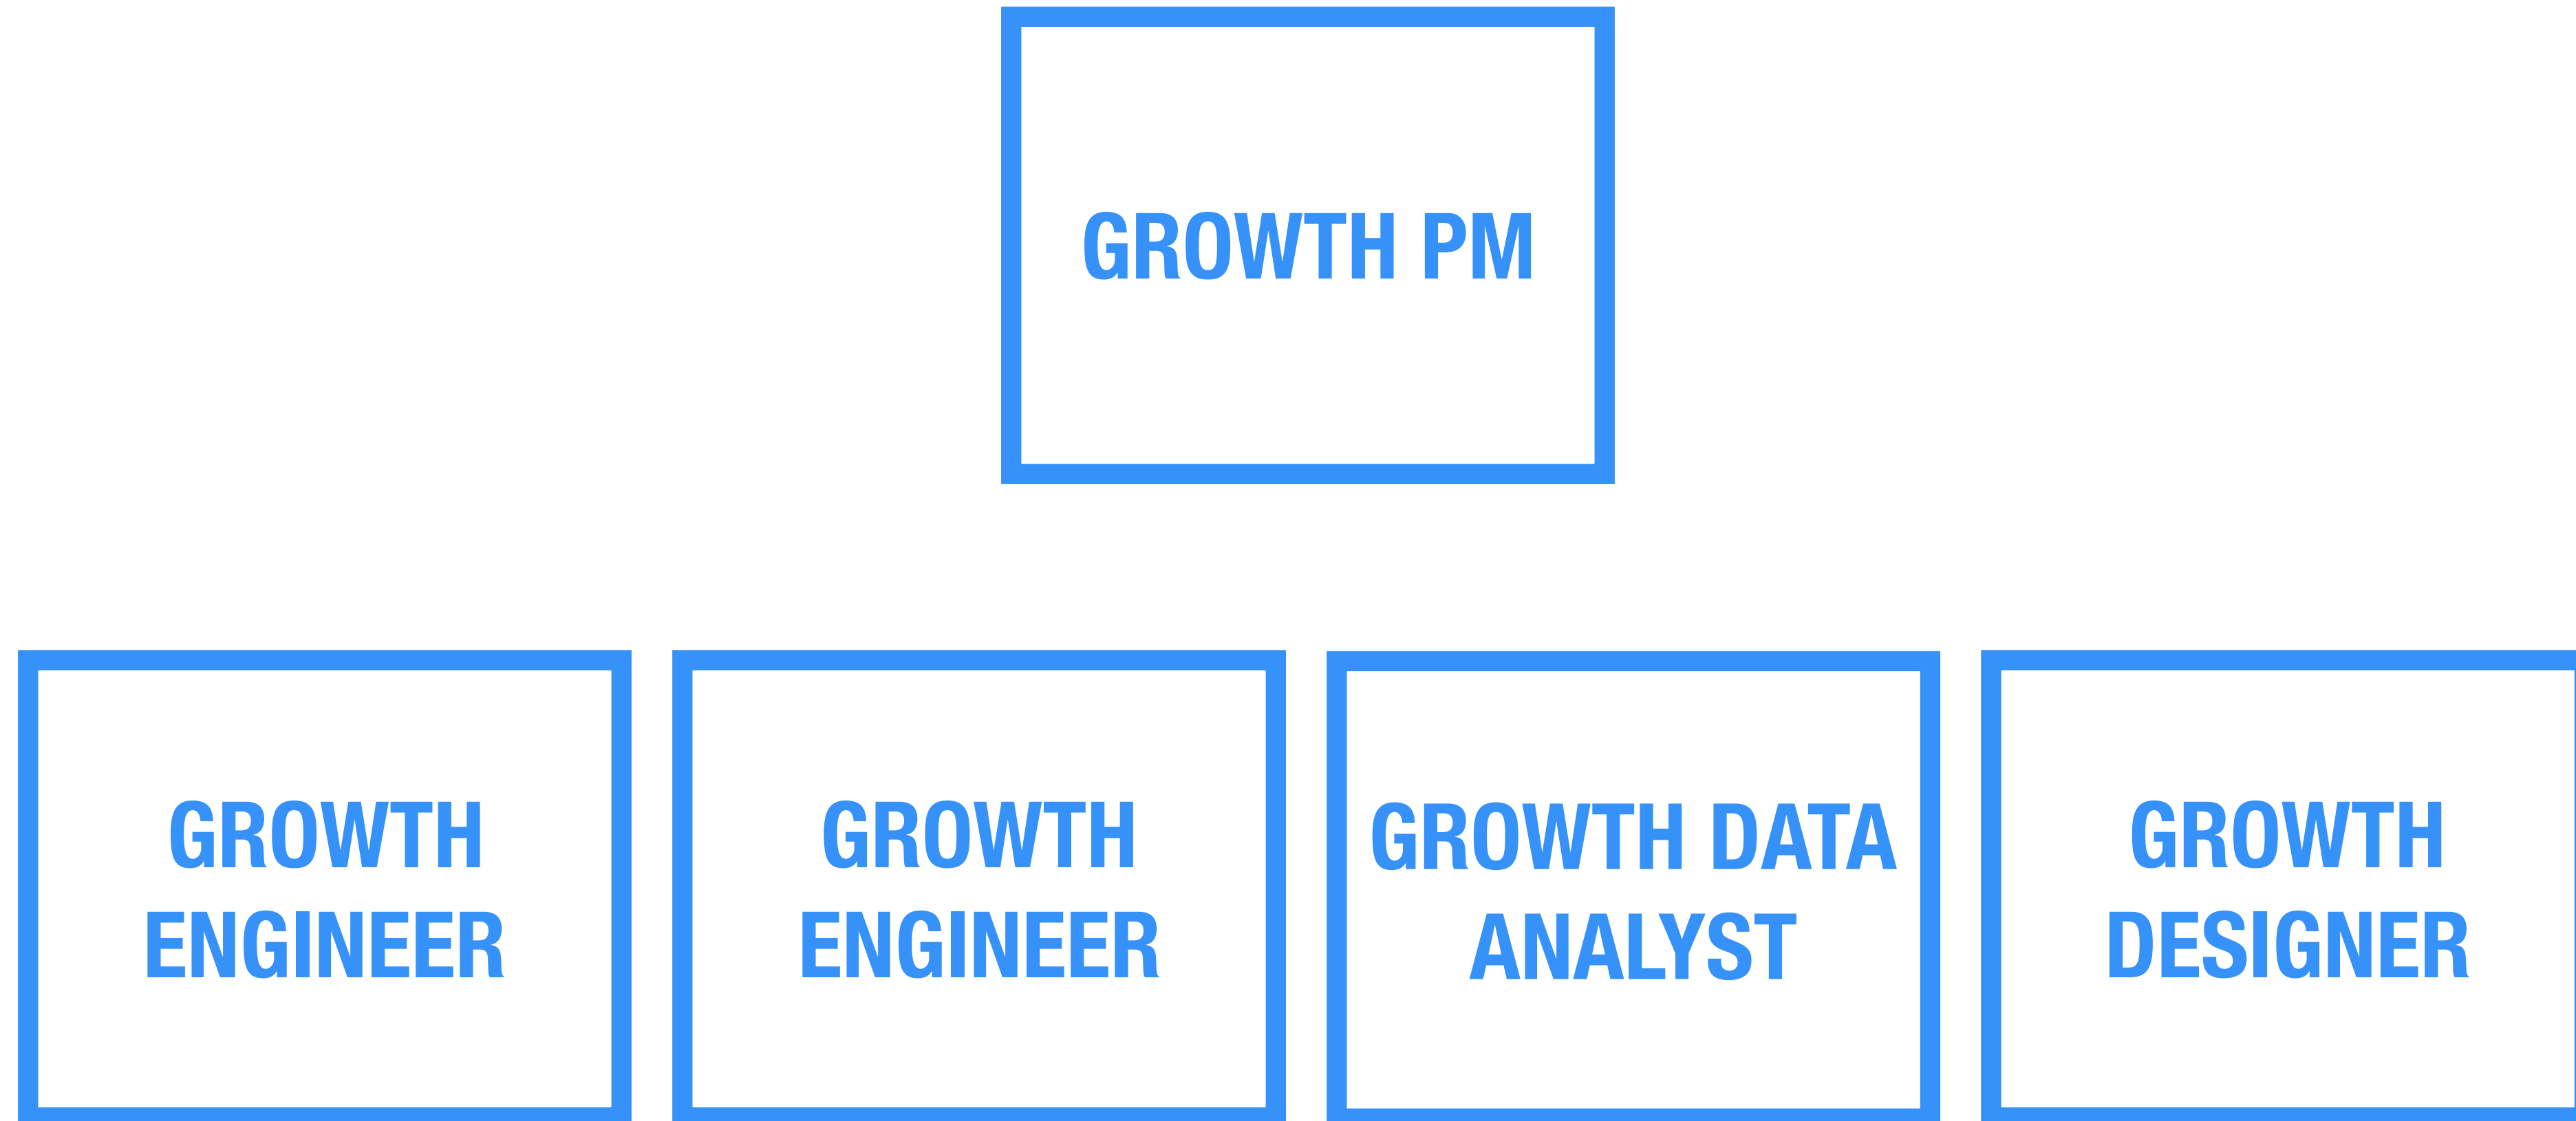 GROWTH PM
GROWTH
ENGINEER
GROWTH
ENGINEER
GROWTH DATA
ANALYST
GROWTH
DESIGNER